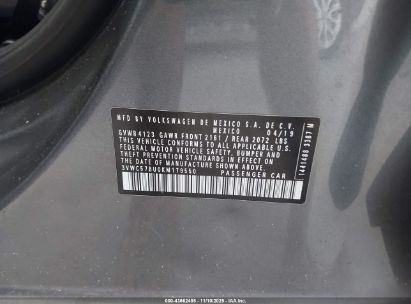 MFD.BY VOLKSWAGEN DE MEXICO S.A. DE C.V.
MEXICO 04/19
GVWR 4123 GAWR FRONT 2161 / REAR 2072 LBS
THIS VEHICLE CONFORMS TO ALL APPLICABLE U.S.
FEDERAL MOTOR VEHICLE SAFETY, BUMPER AND
THEFT PREVENTION STANDARDS IN EFFECT ON THE
DATE OF MANUFACTURE SHOWN ABOVE.
3VWC57BU0KM179550 PASSENGER CAR